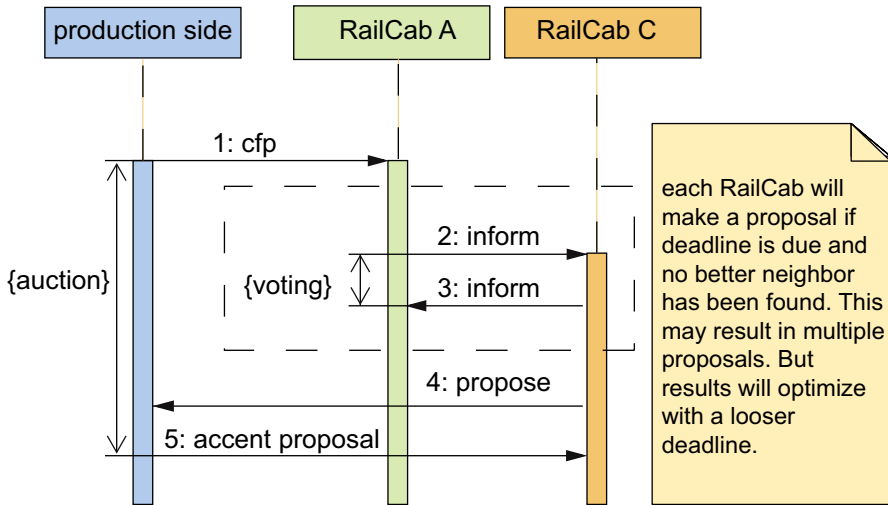 production side
RailCab A
RailCab C
1: cfp
2: inform
{auction}
{voting}
3: inform
4: propose
5: accent proposal
each RailCab will
make a proposal if
deadline is due and
no better neighbor
has been found. This
may result in multiple
proposals. But
results will optimize
with a looser
deadline.